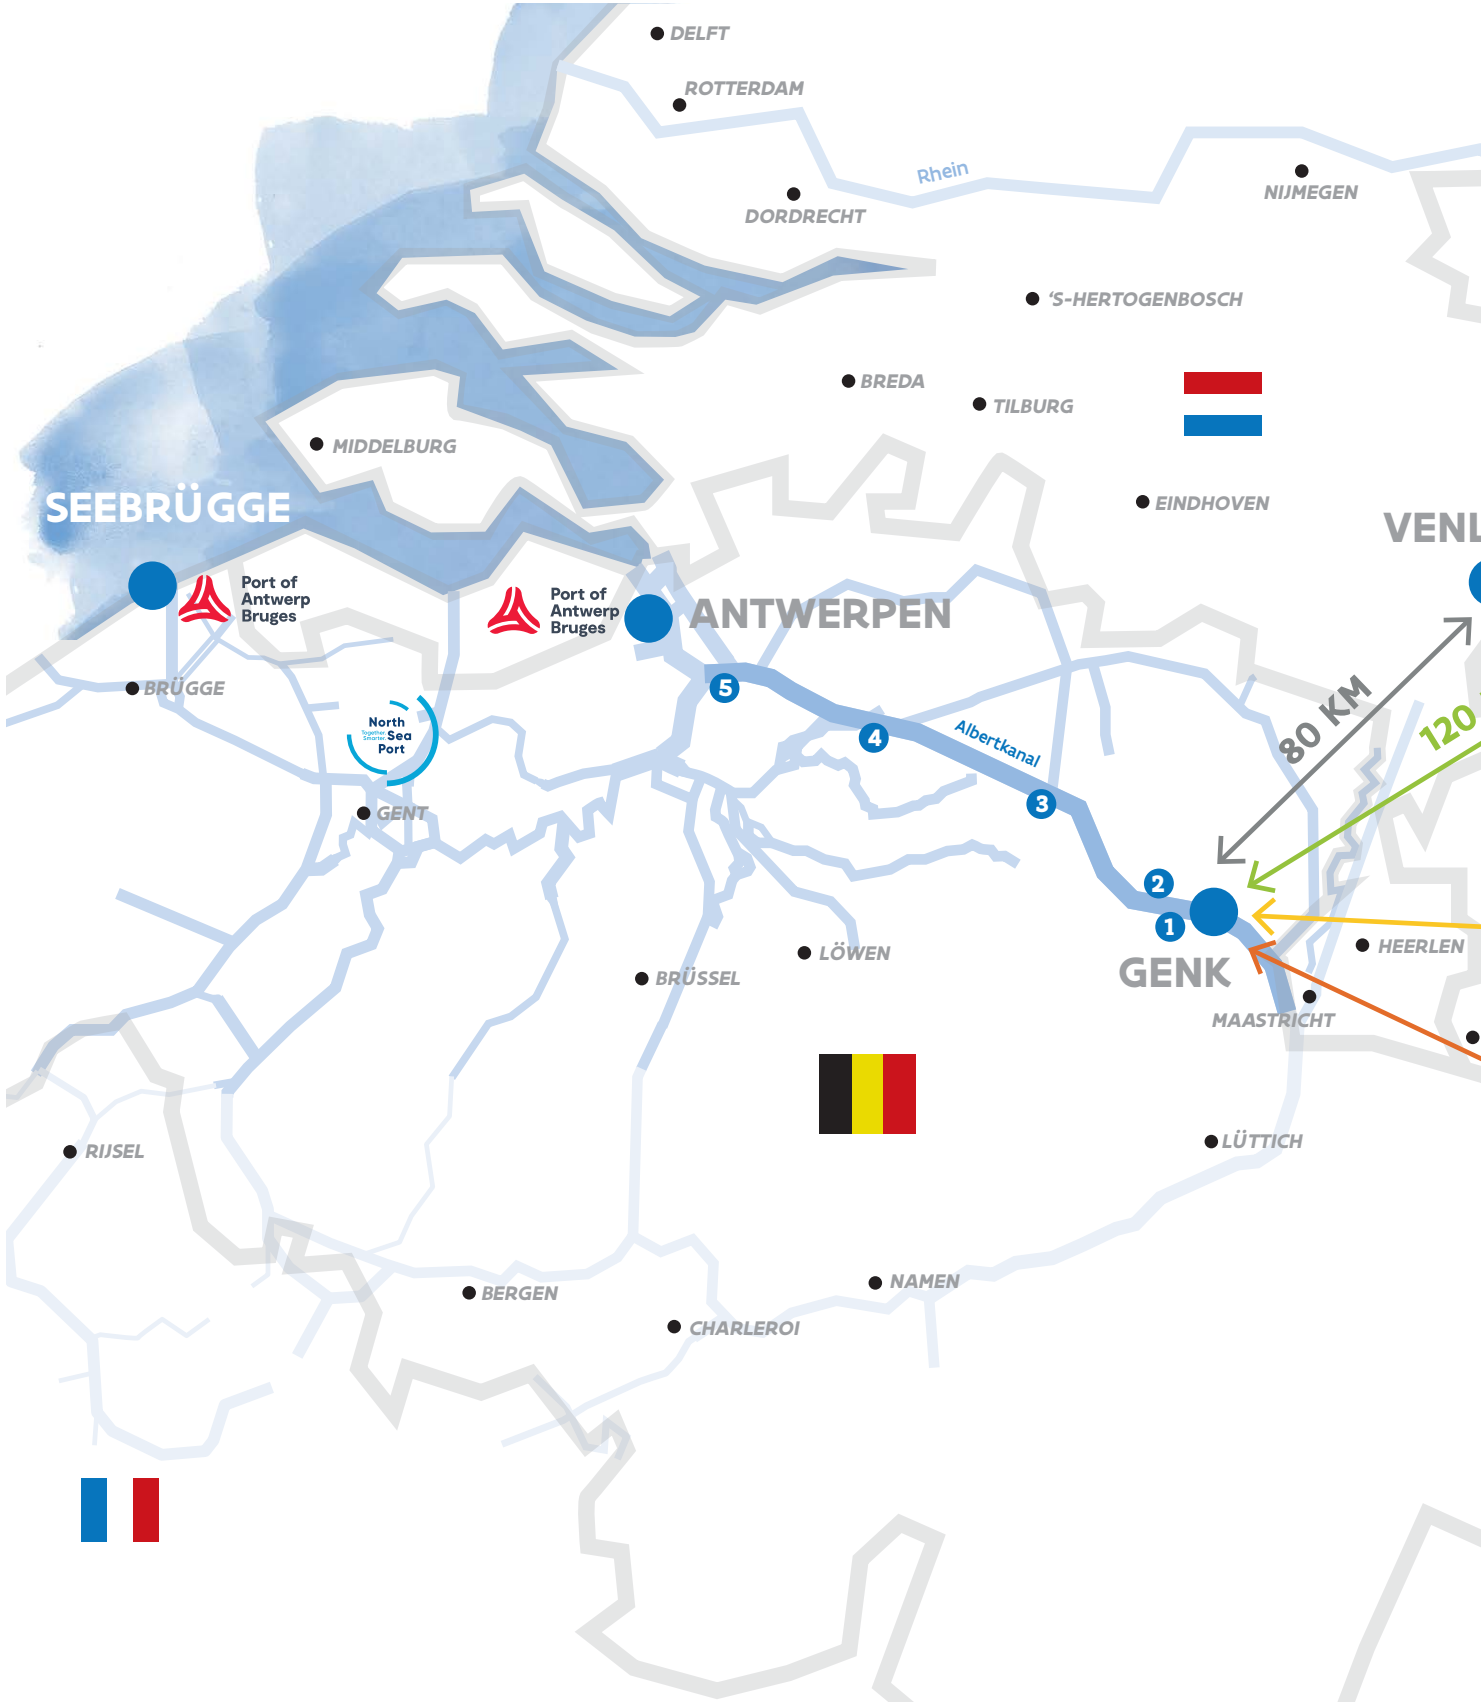 DELFT
ROTTERDAM
Rhein
NIJMEGEN
DORDRECHT
‘S-HERTOGENBOSCH
BREDA
TILBURG
MIDDELBURG
SEEBRÜGGE
EINDHOVEN
VENL
Port of
Antwerp
Bruges
Port of
Antwerp
Bruges
ANTWERPEN
BRÜGGE
5
80 KM
120
North
Together.
Smarter.
Sea
Port
4
Albertkanal
3
GENT
2
1
HEERLEN
LÖWEN
GENK
BRÜSSEL
MAASTRICHT
RIJSEL
LÜTTICH
BERGEN
NAMEN
CHARLEROI